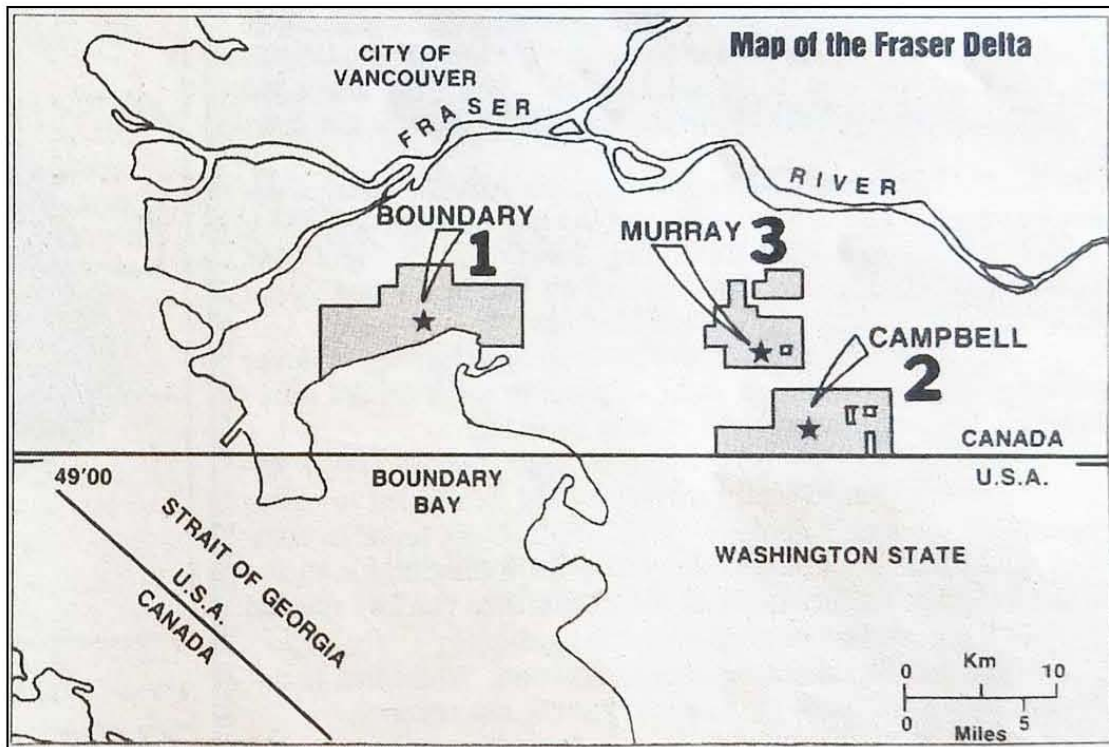 Map of the Fraser Delta
CITY OF
VANCOUVER
FRASER
RIVER
BOUNDARY
1
MURRAY 3
CAMPBELL
2
CANADA
U.S.A.
49'00
BOUNDARY
BAY
STRAIT OF GEORGIA
U.S.A.
CANADA
WASHINGTON STATE
0 Km 10
0 Miles 5